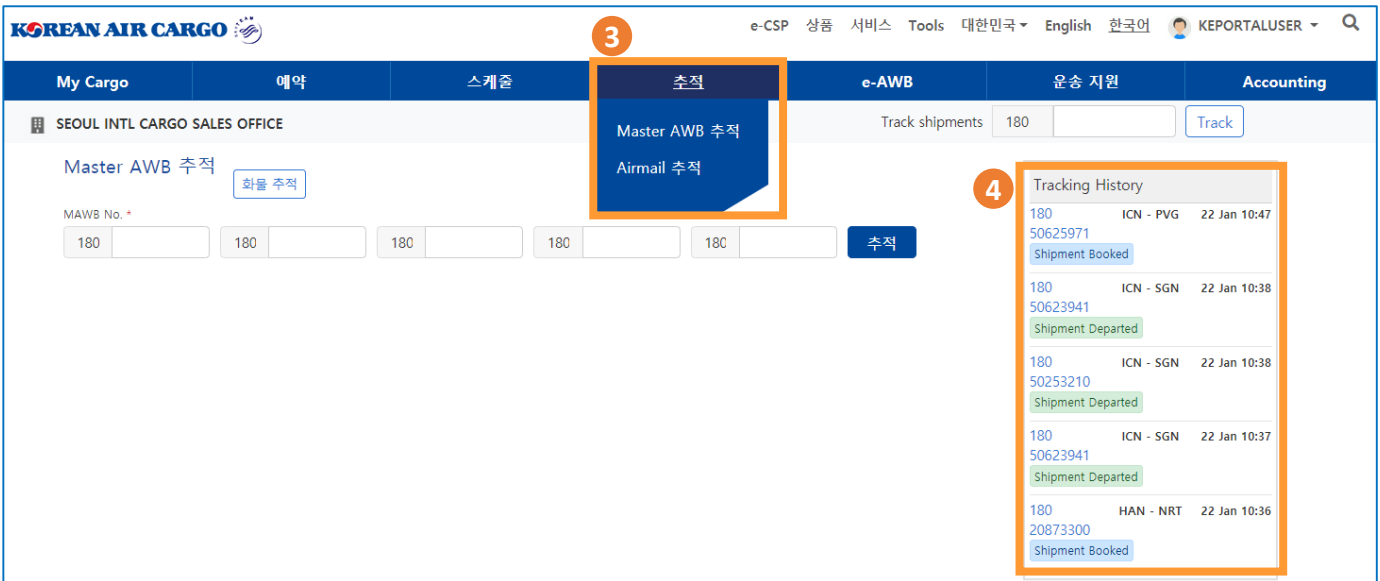 KOREAN AIR CARGO e-CSP 상품 서비스 Tools 대한민국 English 한국어 KEPORTALUSER
3
My Cargo 예약 스케줄 추적 e-AWB 운송 지원 Accounting
SEOUL INTL CARGO SALES OFFICE Track shipments 180 Track
Master AWB 추적
Airmail 추적
Master AWB 추적 화물 추적
MAWB No. *
180 180 180 180 180 추적
4
Tracking History
180 ICN - PVG 22 Jan 10:47
50625971
Shipment Booked
180 ICN - SGN 22 Jan 10:38
50623941
Shipment Departed
180 ICN - SGN 22 Jan 10:38
50253210
Shipment Departed
180 ICN - SGN 22 Jan 10:37
50623941
Shipment Departed
180 HAN - NRT 22 Jan 10:36
20873300
Shipment Booked